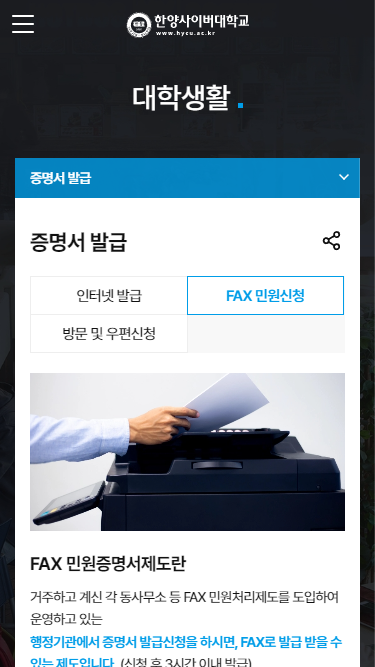 한양사이버대학교
www.hycu.ac.kr
대학생활
증명서 발급
증명서 발급
인터넷 발급
FAX 민원신청
방문 및 우편신청
FAX 민원증명서제도란
거주하고 계신 각 동사무소 등 FAX 민원처리제도를 도입하여
운영하고 있는
행정기관에서 증명서 발급신청을 하시면, FAX로 발급 받을 수
있는 제도입니다. (신청 후 3시간 이내 발급)